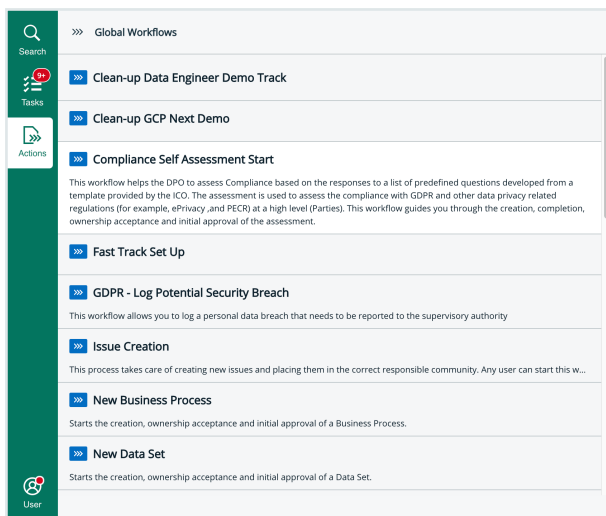 Search
9+
Tasks
Actions
User
Global Workflows
Clean-up Data Engineer Demo Track
Clean-up GCP Next Demo
Compliance Self Assessment Start
This workflow helps the DPO to assess Compliance based on the responses to a list of predefined questions developed from a
template provided by the ICO. The assessment is used to assess the compliance with GDPR and other data privacy related
regulations (for example, ePrivacy ,and PECR) at a high level (Parties). This workflow guides you through the creation, completion,
ownership acceptance and initial approval of the assessment.
Fast Track Set Up
GDPR - Log Potential Security Breach
This workflow allows you to log a personal data breach that needs to be reported to the supervisory authority
Issue Creation
This process takes care of creating new issues and placing them in the correct responsible community. Any user can start this w...
New Business Process
Starts the creation, ownership acceptance and initial approval of a Business Process.
New Data Set
Starts the creation, ownership acceptance and initial approval of a Data Set.